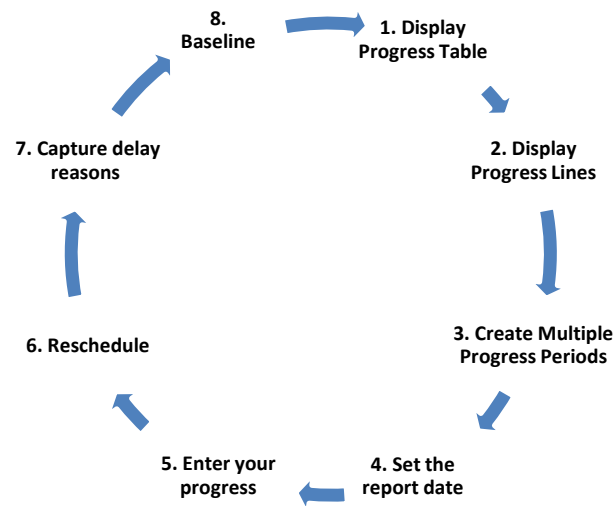 8.
Baseline
1. Display
Progress Table
2. Display
Progress Lines
3. Create Multiple
Progress Periods
4. Set the
report date
5. Enter your
progress
6. Reschedule
7. Capture delay
reasons